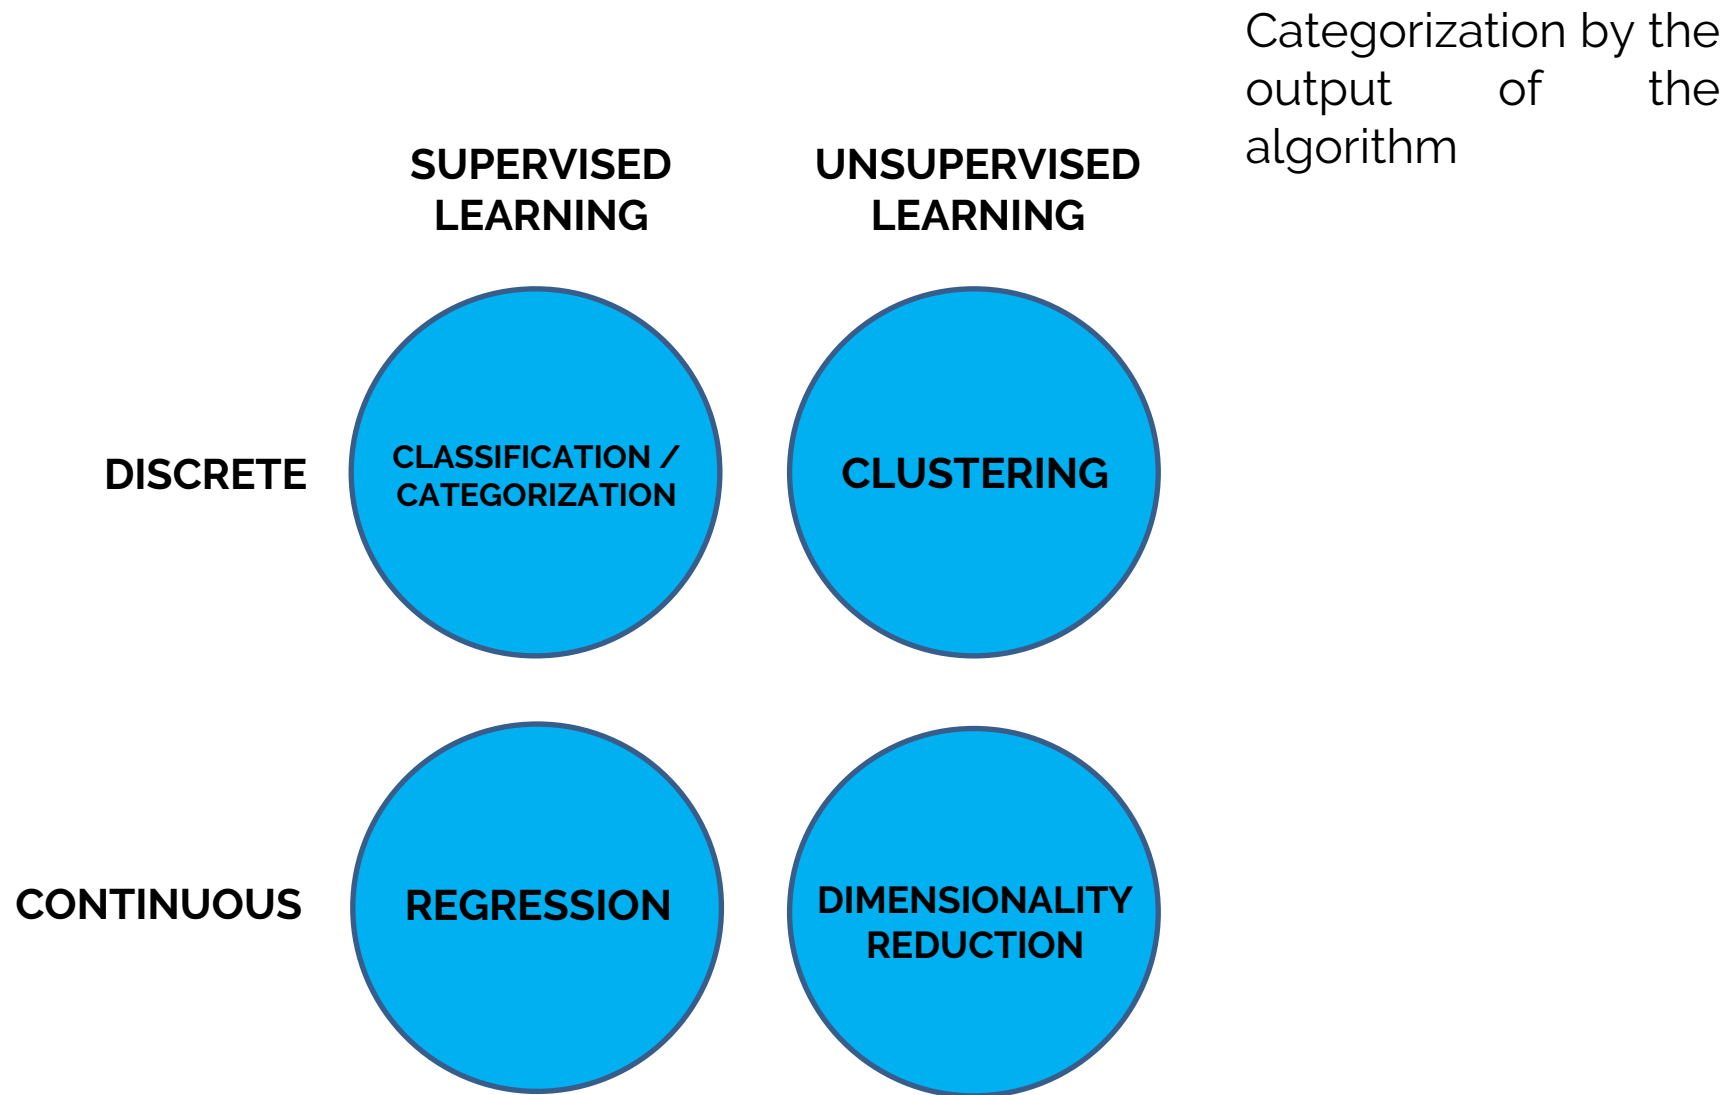 Categorization by the
output of the
algorithm
SUPERVISED
LEARNING
UNSUPERVISED
LEARNING
DISCRETE
CLASSIFICATION /
CATEGORIZATION
CLUSTERING
CONTINUOUS
REGRESSION
DIMENSIONALITY
REDUCTION